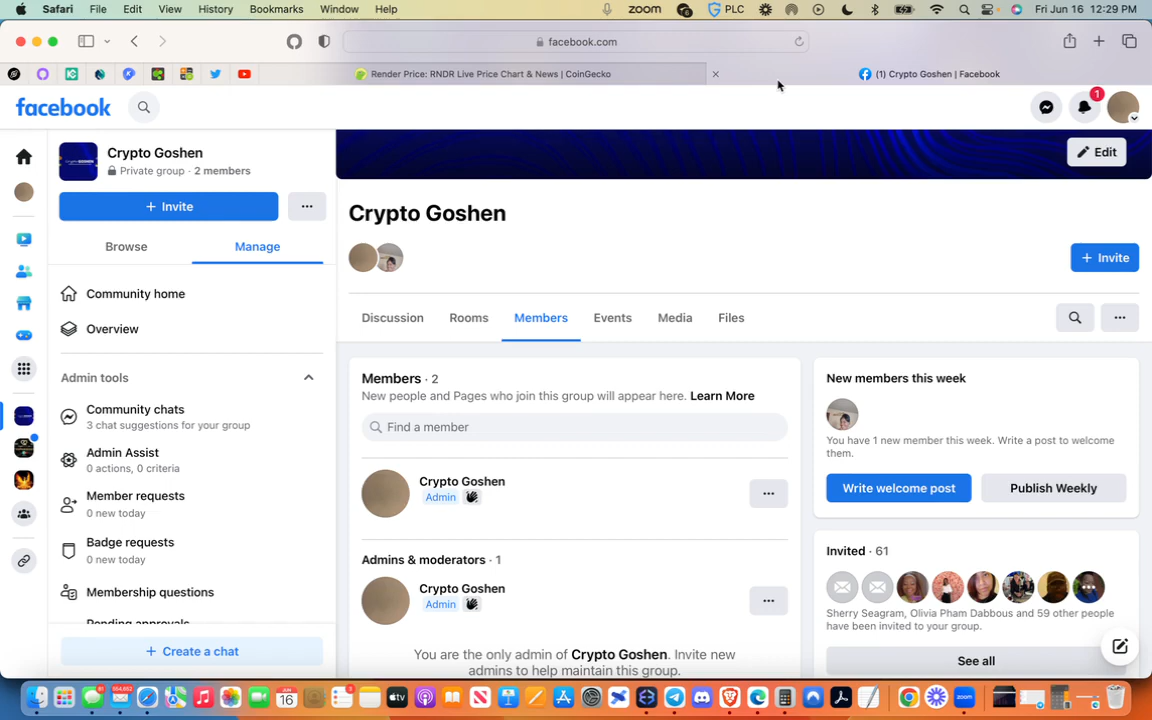 Safari File Edit View History Bookmarks Window Help zoom PLC Fri Jun 16 12:29 PM
facebook.com
Render Price: RNDR Live Price Chart & News | CoinGecko
(1) Crypto Goshen | Facebook
facebook
1
Crypto Goshen
Private group · 2 members
+ Invite
Browse
Manage
Community home
Overview
Admin tools
Community chats
3 chat suggestions for your group
Admin Assist
0 actions, 0 criteria
Member requests
0 new today
Badge requests
0 new today
Membership questions
Pending approvals
+ Create a chat
Edit
Crypto Goshen
+ Invite
Discussion
Rooms
Members
Events
Media
Files
Members · 2
New people and Pages who join this group will appear here. Learn More
Find a member
Crypto Goshen
Admin
Admins & moderators · 1
Crypto Goshen
Admin
You are the only admin of Crypto Goshen. Invite new
admins to help maintain this group.
New members this week
You have 1 new member this week. Write a post to welcome
them.
Write welcome post
Publish Weekly
Invited · 61
Sherry Seagram, Olivia Pham Dabbous and 59 other people
have been invited to your group.
See all